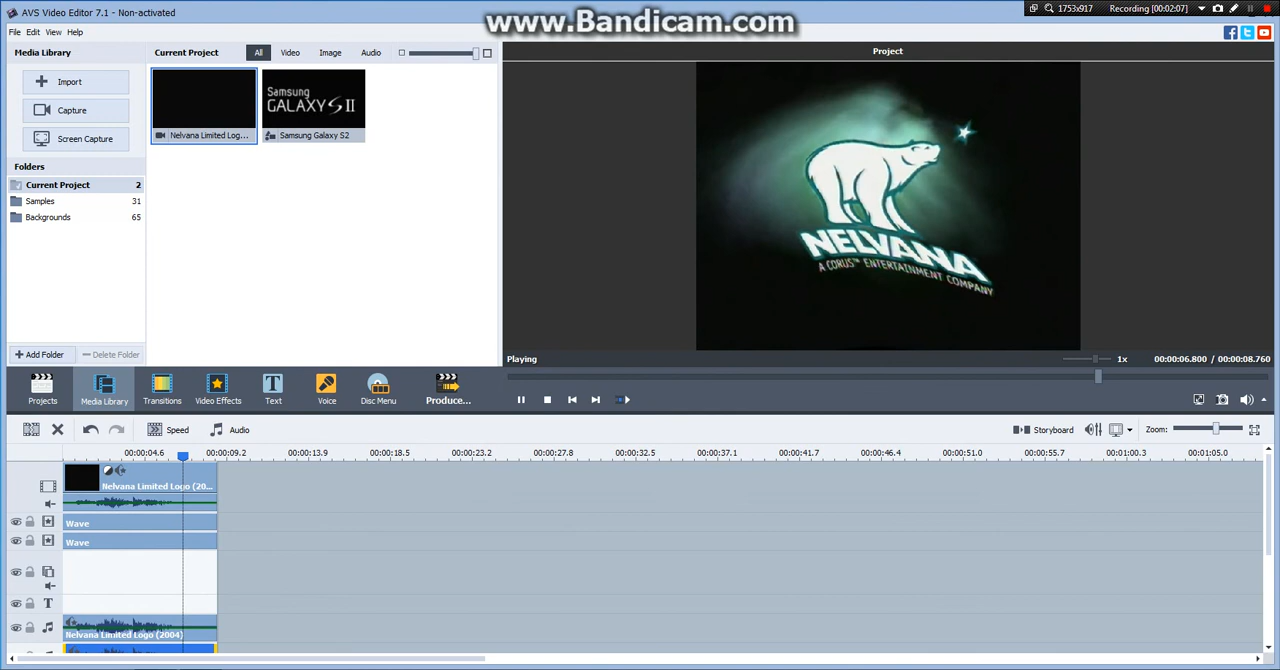 AVS Video Editor 7.1 - Non-activated
www.Bandicam.com
1753x917
Recording [00:02:07]
File Edit View Help
Media Library
Import
Capture
Screen Capture
Folders
Current Project 2
Samples 31
Backgrounds 65
Add Folder
Delete Folder
Current Project
All Video Image Audio
Nelvana Limited Log...
Samsung
GALAXY S II
Samsung Galaxy S2
Project
NELVANA
A CORUS™ ENTERTAINMENT COMPANY
Playing
1x
00:00:06.800 / 00:00:08.760
Projects
Media Library
Transitions
Video Effects
T
Text
Voice
Disc Menu
Produce...
Speed
Audio
Storyboard
Zoom:
00:00:04.6 00:00:09.2 00:00:13.9 00:00:18.5 00:00:23.2 00:00:27.8 00:00:32.5 00:00:37.1 00:00:41.7 00:00:46.4 00:00:51.0 00:00:55.7 00:01:00.3 00:01:05.0
Nelvana Limited Logo (20...
Wave
Wave
T
Nelvana Limited Logo (2004)